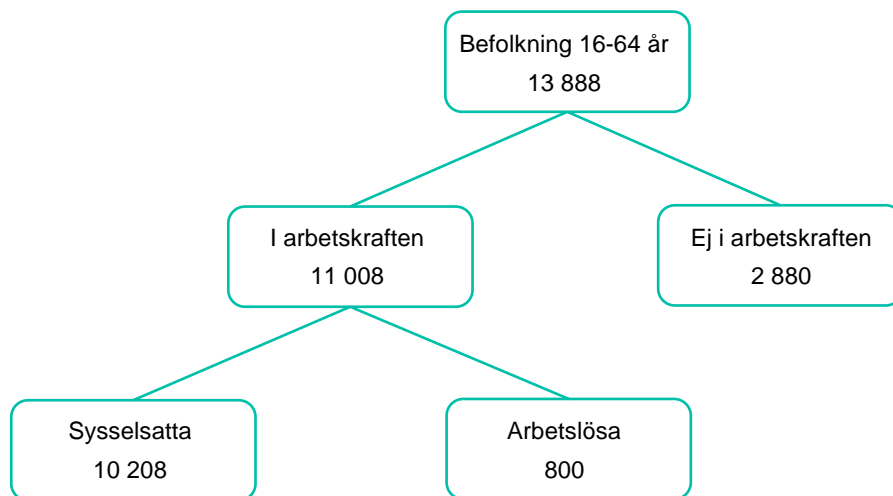 Befolkning 16-64 år
13 888
I arbetskraften
11 008
Ej i arbetskraften
2 880
Sysselsatta
10 208
Arbetslösa
800